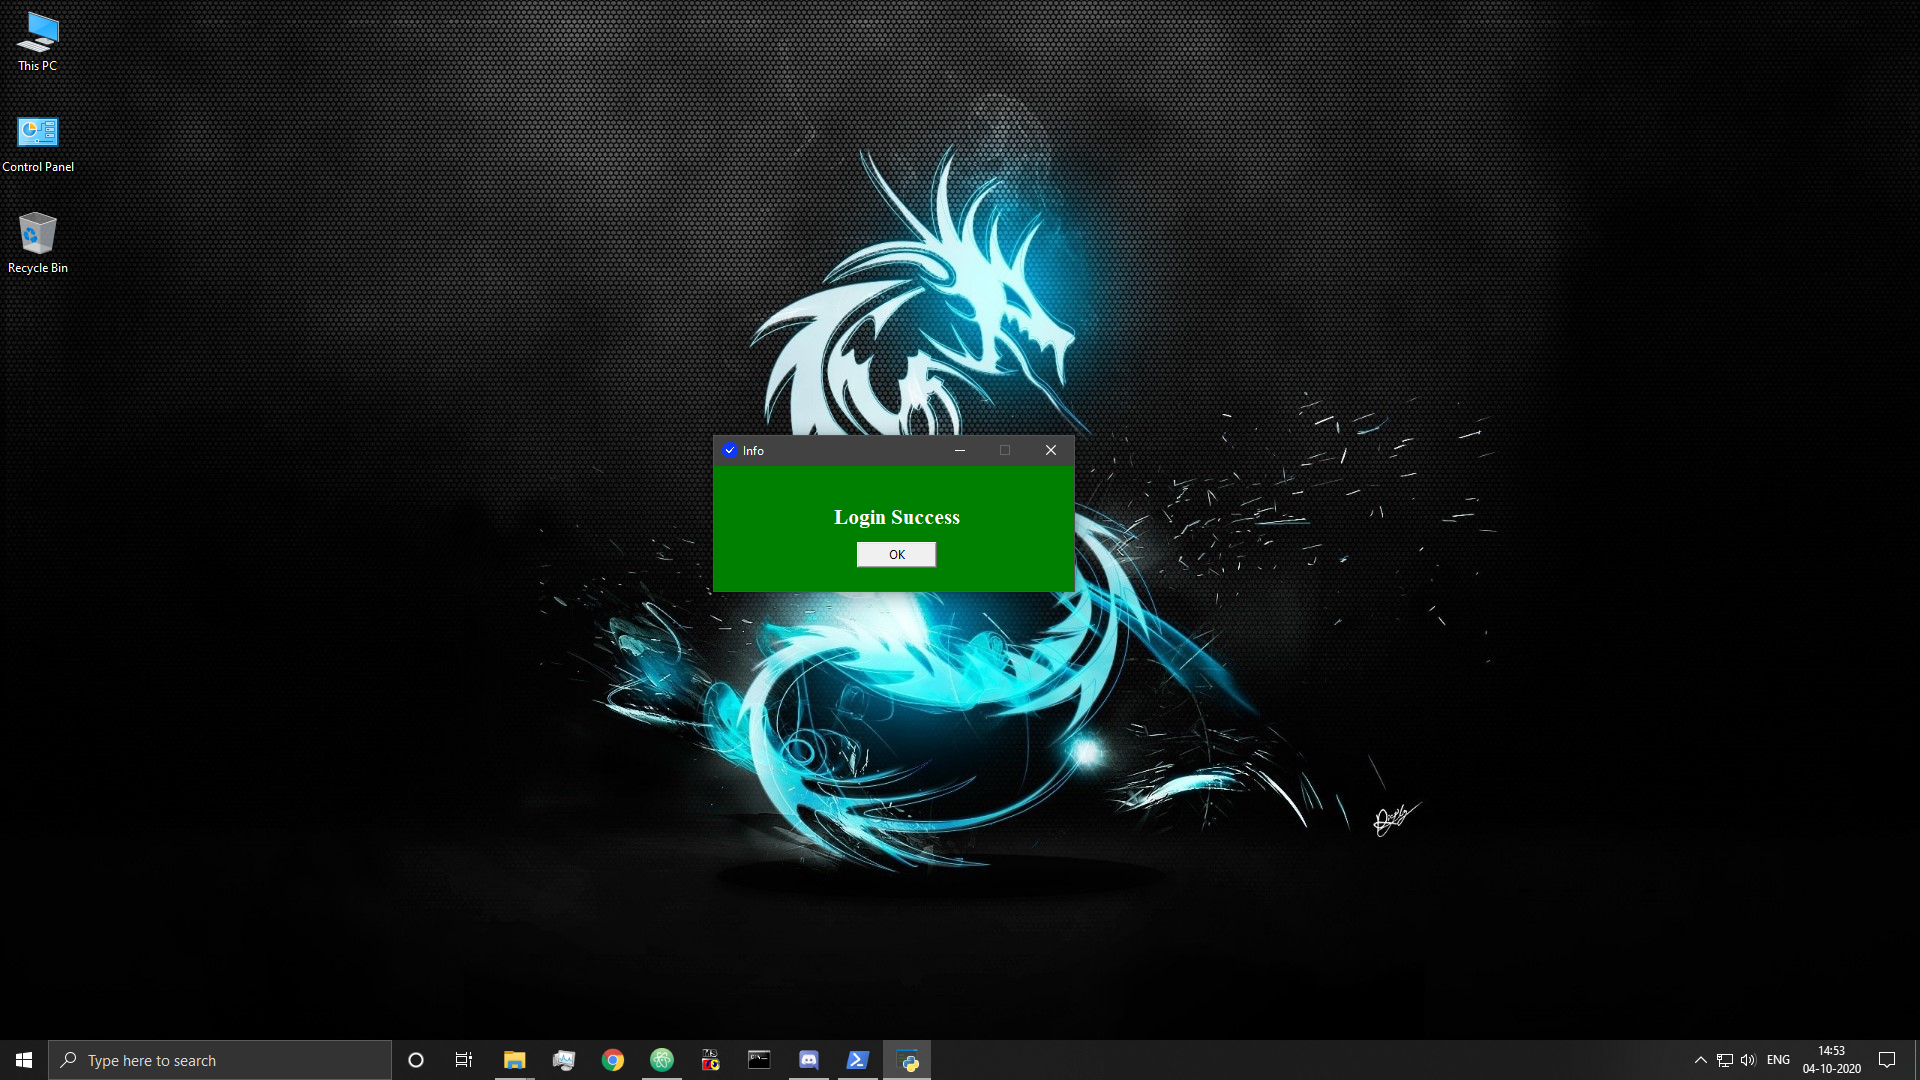 This PC
Control Panel
Recycle Bin
Info
Login Success
OK
Type here to search
ENG
14:53
04-10-2020